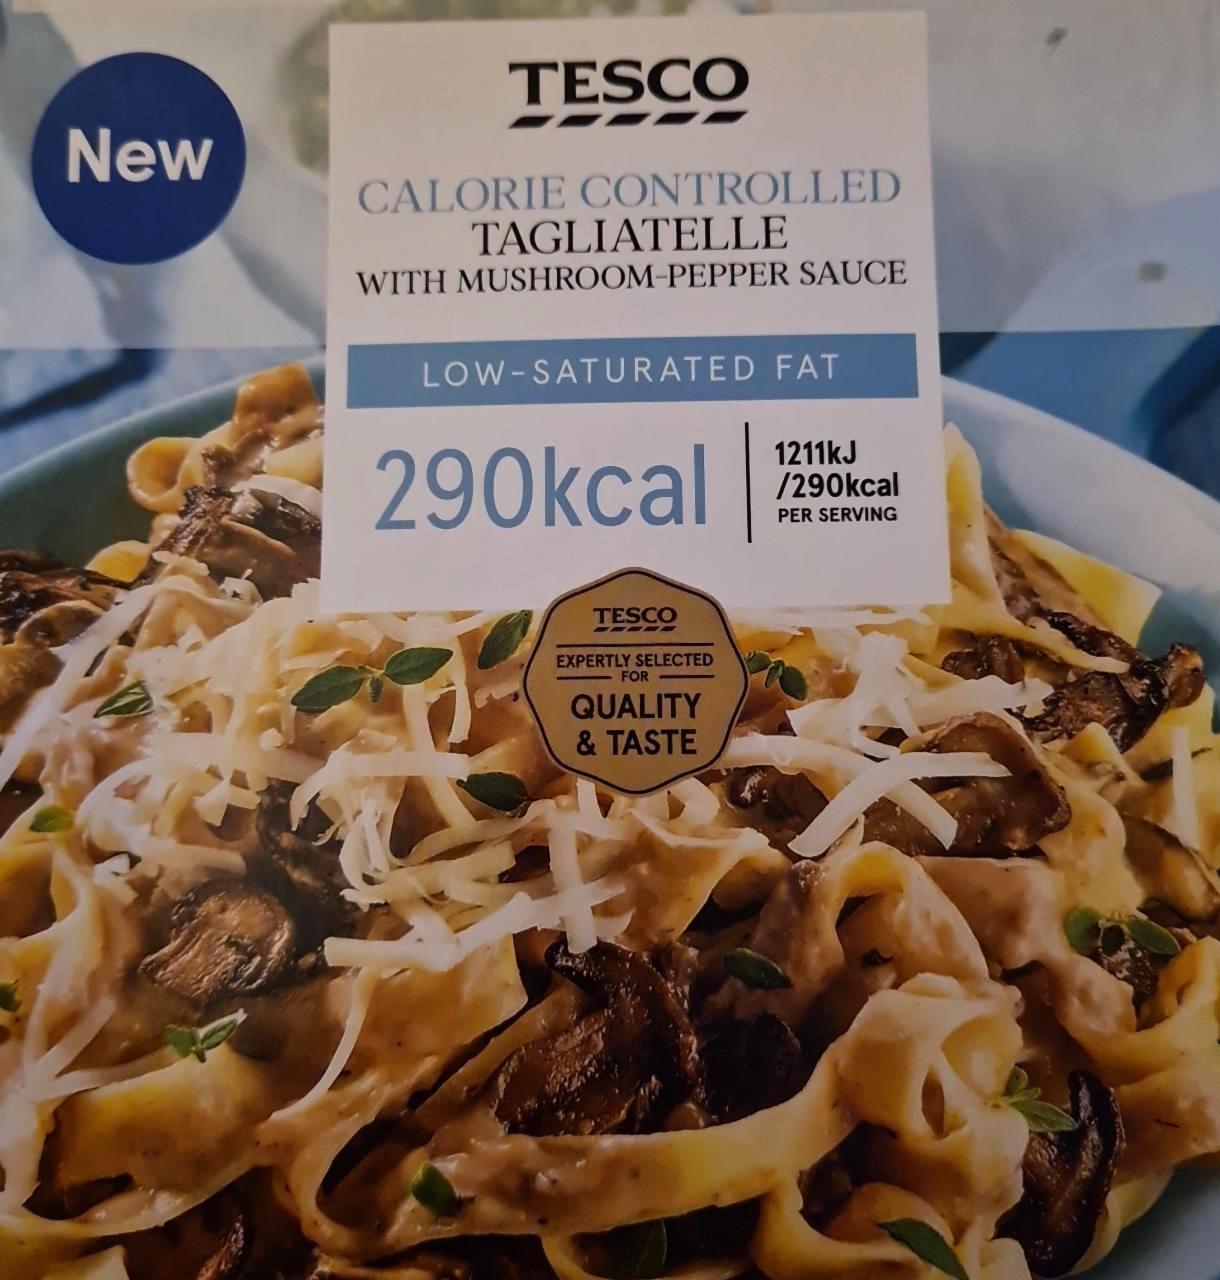 New
TESCO
CALORIE CONTROLLED
TAGLIATELLE
WITH MUSHROOM-PEPPER SAUCE
LOW-SATURATED FAT
290kcal
1211kJ
/290kcal
PER SERVING
TESCO
EXPERTLY SELECTED
FOR
QUALITY
& TASTE